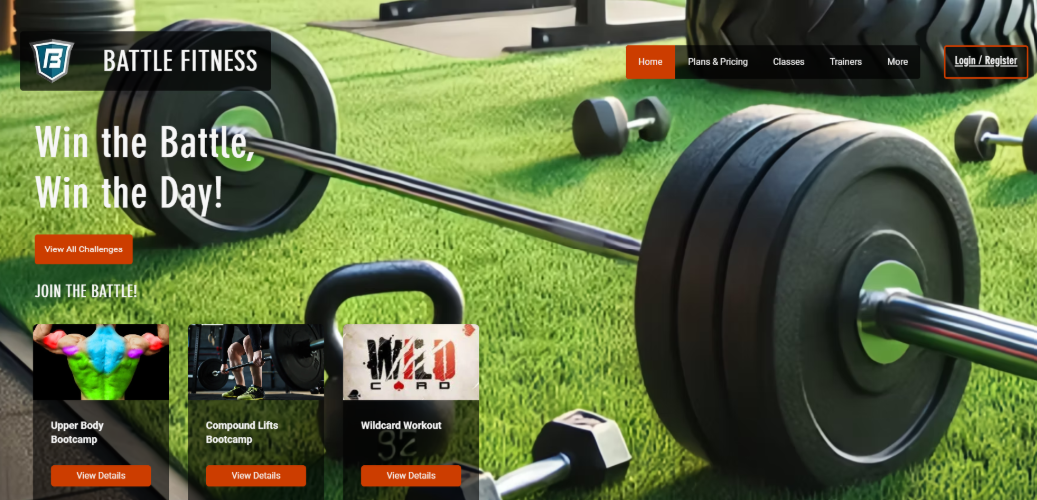 BATTLE FITNESS
Home
Plans & Pricing
Classes
Trainers
More
Login / Register
Win the Battle,
Win the Day!
View All Challenges
JOIN THE BATTLE!
WILD
CARD
Upper Body
Bootcamp
Compound Lifts
Bootcamp
Wildcard Workout
32
View Details
View Details
View Details